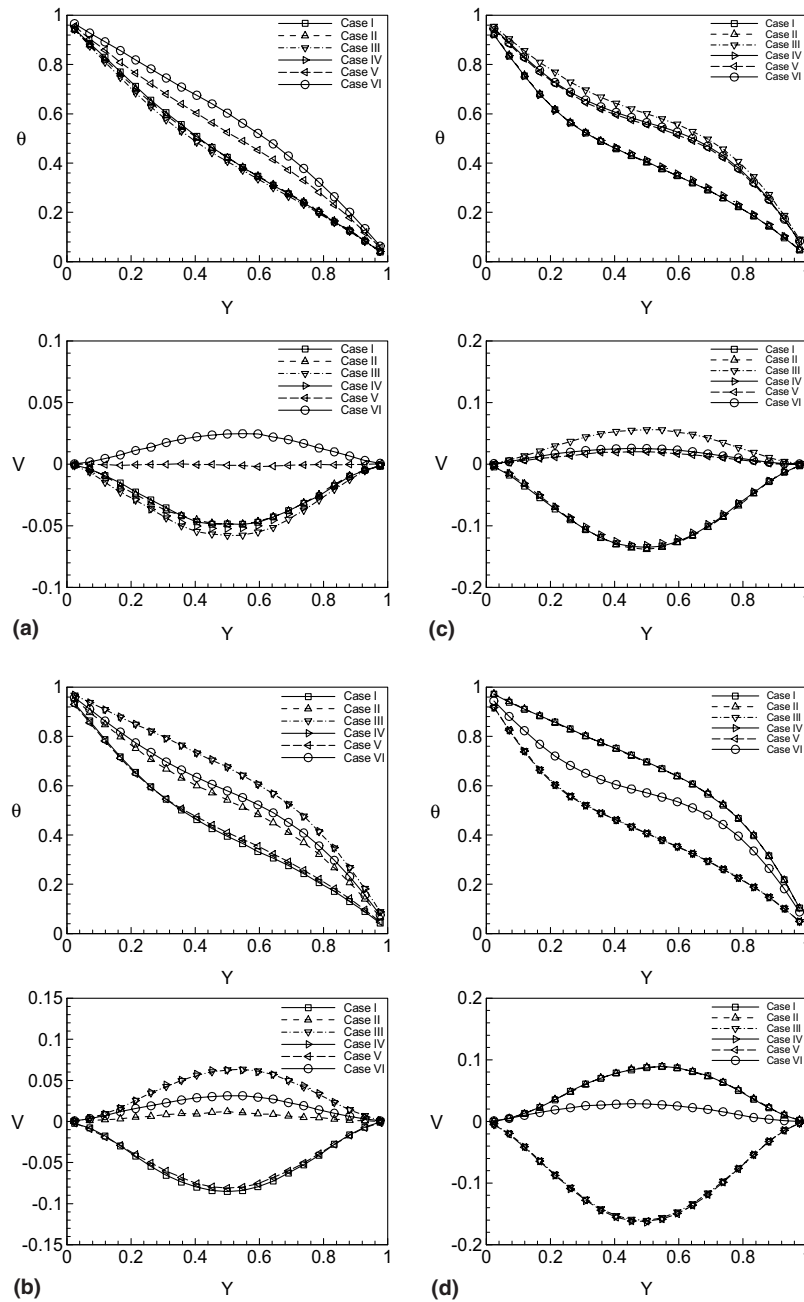 1
0.8
0.6
θ
0.4
0.2
0
0 0.2 0.4 0.6 0.8 1
Y
Case I
Case II
Case III
Case IV
Case V
Case VI
0.1
0.05
V 0
-0.05
-0.1
0 0.2 0.4 0.6 0.8 1
Y
Case I
Case II
Case III
Case IV
Case V
Case VI
(a)
1
0.8
0.6
θ
0.4
0.2
0
0 0.2 0.4 0.6 0.8 1
Y
Case I
Case II
Case III
Case IV
Case V
Case VI
0.2
0.1
V 0
-0.1
-0.2
0 0.2 0.4 0.6 0.8 1
Y
Case I
Case II
Case III
Case IV
Case V
Case VI
(c)
1
0.8
0.6
θ
0.4
0.2
0
0 0.2 0.4 0.6 0.8 1
Y
Case I
Case II
Case III
Case IV
Case V
Case VI
0.15
0.1
0.05
V 0
-0.05
-0.1
-0.15
0 0.2 0.4 0.6 0.8 1
Y
Case I
Case II
Case III
Case IV
Case V
Case VI
(b)
1
0.8
0.6
θ
0.4
0.2
0
0 0.2 0.4 0.6 0.8 1
Y
Case I
Case II
Case III
Case IV
Case V
Case VI
0.2
0.1
V 0
-0.1
-0.2
0 0.2 0.4 0.6 0.8 1
Y
Case I
Case II
Case III
Case IV
Case V
Case VI
(d)